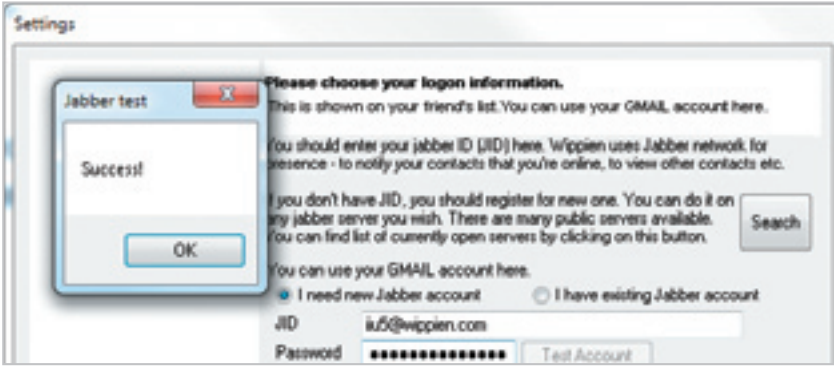 Settings
Jabber test
Success!
OK
Please choose your logon information.
This is shown on your friend's list. You can use your GMAIL account here.
You should enter your jabber ID (JID) here. Wippien uses Jabber network for
presence - to notify your contacts that you're online, to view other contacts etc.
If you don't have JID, you should register for new one. You can do it on
any jabber server you wish. There are many public servers available.
You can find list of currently open servers by clicking on this button.
Search
You can use your GMAIL account here.
I need new Jabber account
I have existing Jabber account
JID
iiu5@wippien.com
Password
Test Account